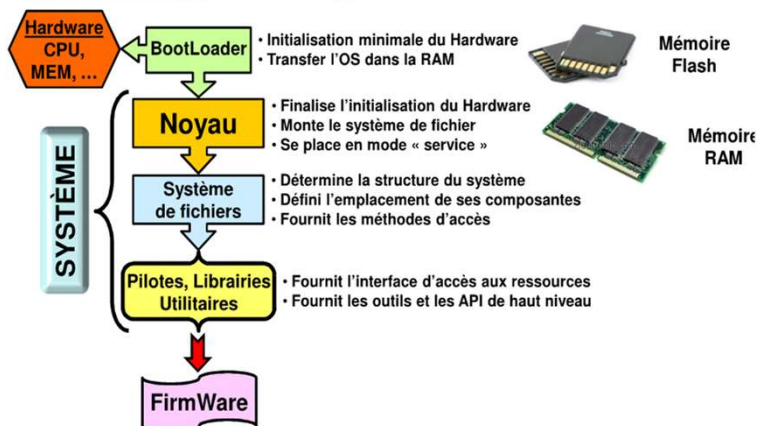 Hardware
CPU,
MEM, ...
BootLoader
• Initialisation minimale du Hardware
• Transfer l'OS dans la RAM
Mémoire
Flash
Noyau
• Finalise l'initialisation du Hardware
• Monte le système de fichier
• Se place en mode « service »
Mémoire
RAM
SYSTÈME
Système
de fichiers
• Détermine la structure du système
• Défini l'emplacement de ses composantes
• Fournit les méthodes d'accès
Pilotes, Librairies
Utilitaires
• Fournit l'interface d'accès aux ressources
• Fournit les outils et les API de haut niveau
FirmWare